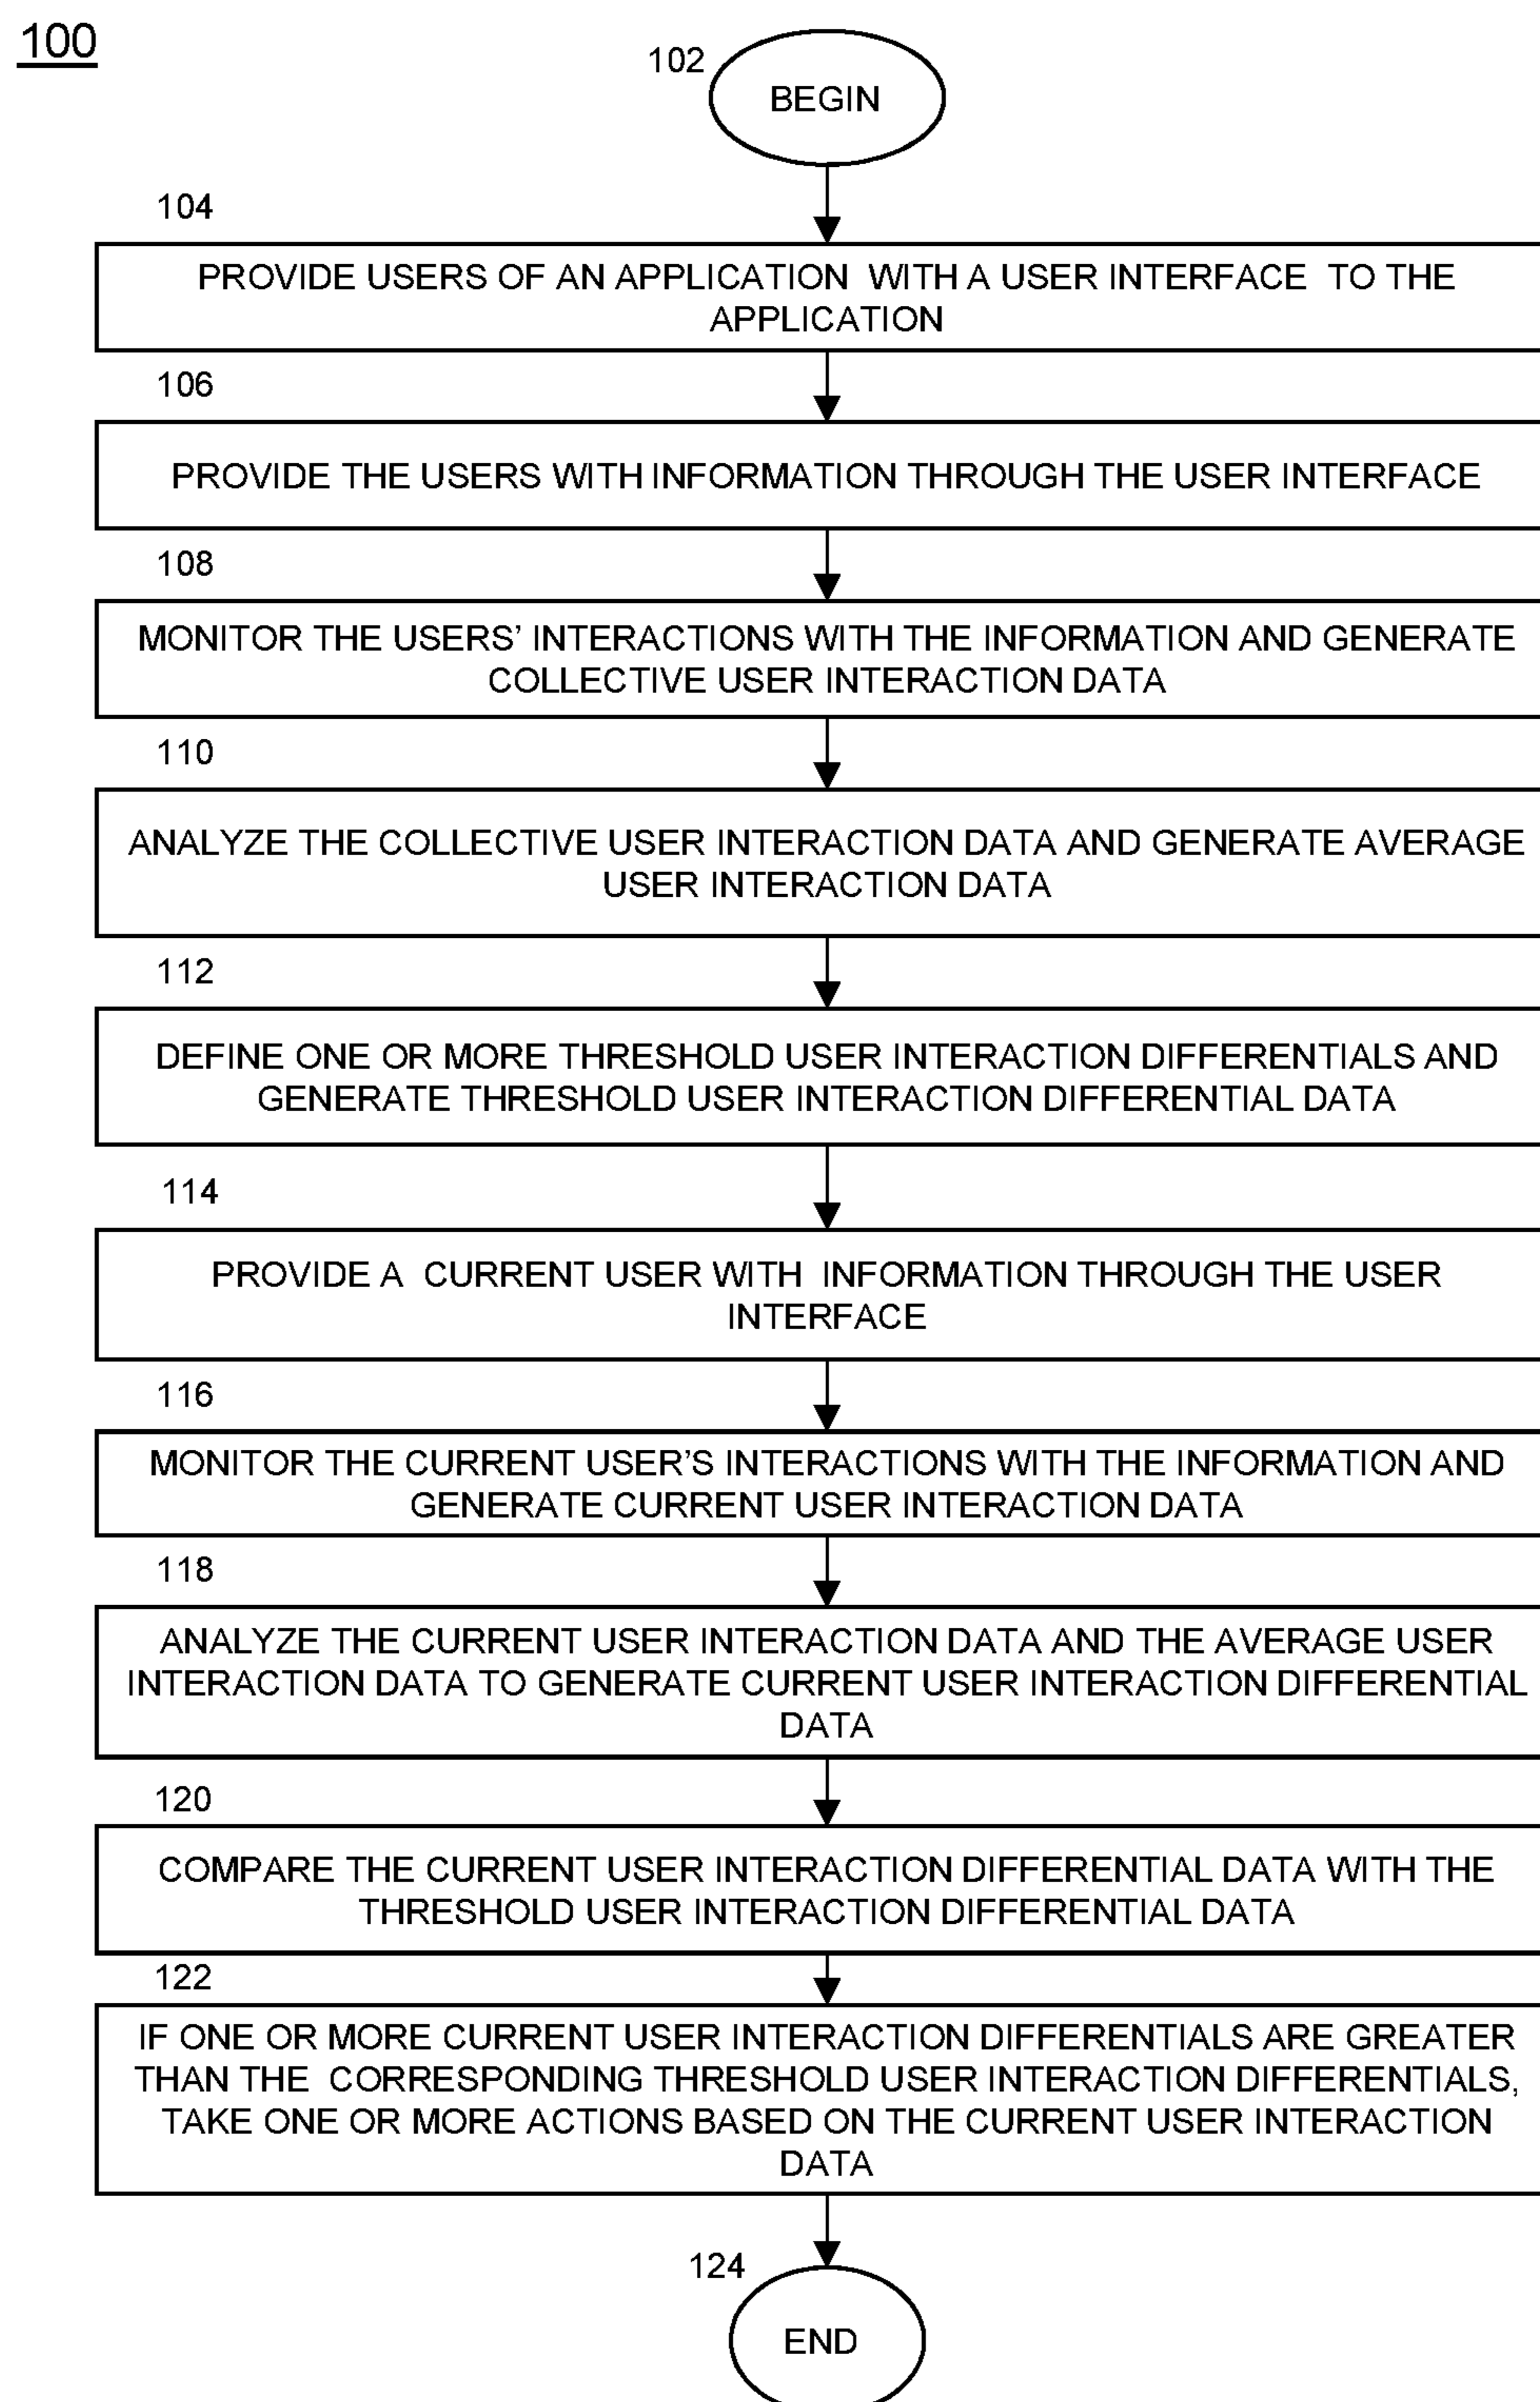 100
102
BEGIN
104
PROVIDE USERS OF AN APPLICATION WITH A USER INTERFACE TO THE
APPLICATION
106
PROVIDE THE USERS WITH INFORMATION THROUGH THE USER INTERFACE
108
MONITOR THE USERS’ INTERACTIONS WITH THE INFORMATION AND GENERATE
COLLECTIVE USER INTERACTION DATA
110
ANALYZE THE COLLECTIVE USER INTERACTION DATA AND GENERATE AVERAGE
USER INTERACTION DATA
112
DEFINE ONE OR MORE THRESHOLD USER INTERACTION DIFFERENTIALS AND
GENERATE THRESHOLD USER INTERACTION DIFFERENTIAL DATA
114
PROVIDE A CURRENT USER WITH INFORMATION THROUGH THE USER
INTERFACE
116
MONITOR THE CURRENT USER’S INTERACTIONS WITH THE INFORMATION AND
GENERATE CURRENT USER INTERACTION DATA
118
ANALYZE THE CURRENT USER INTERACTION DATA AND THE AVERAGE USER
INTERACTION DATA TO GENERATE CURRENT USER INTERACTION DIFFERENTIAL
DATA
120
COMPARE THE CURRENT USER INTERACTION DIFFERENTIAL DATA WITH THE
THRESHOLD USER INTERACTION DIFFERENTIAL DATA
122
IF ONE OR MORE CURRENT USER INTERACTION DIFFERENTIALS ARE GREATER
THAN THE CORRESPONDING THRESHOLD USER INTERACTION DIFFERENTIALS,
TAKE ONE OR MORE ACTIONS BASED ON THE CURRENT USER INTERACTION
DATA
124
END